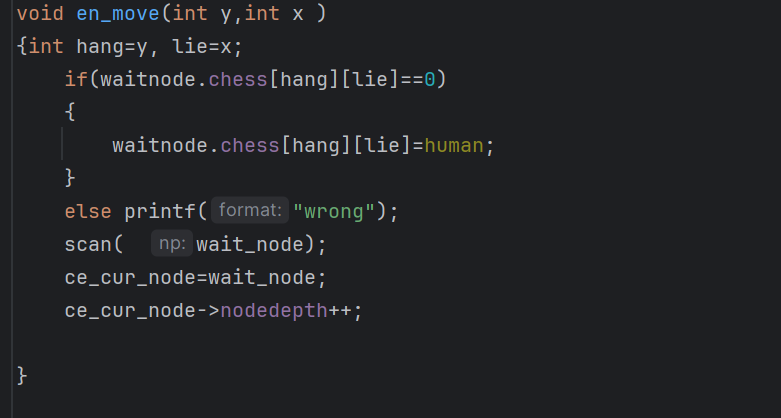 void en_move(int y,int x )
{int hang=y, lie=x;
    if(waitnode.chess[hang][lie]==0)
    {
        waitnode.chess[hang][lie]=human;
    }
    else printf( format: "wrong");
    scan(  np: wait_node);
    ce_cur_node=wait_node;
    ce_cur_node->nodedepth++;
}